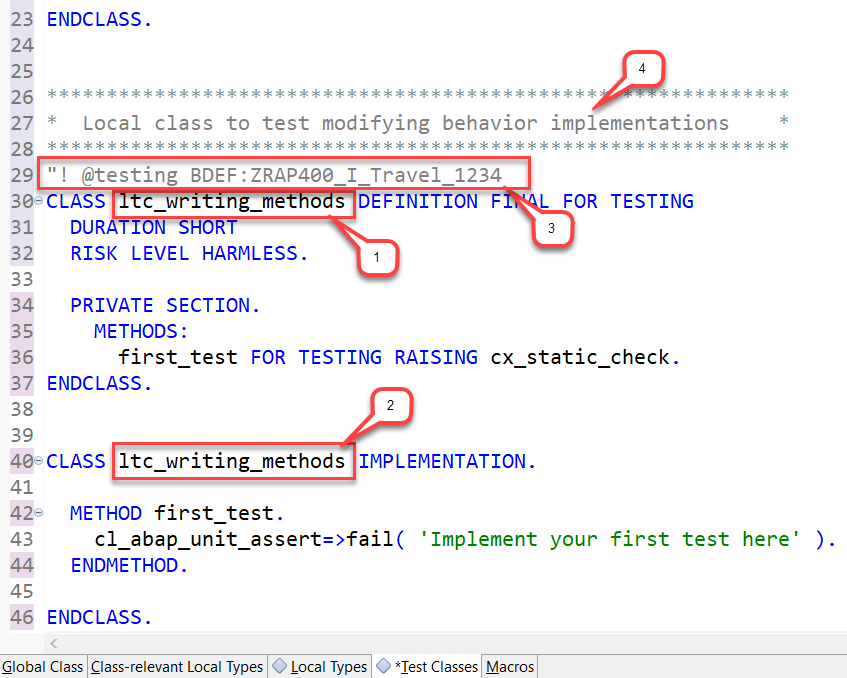 23 ENDCLASS.
24
25
26 **************************************************************
27 *  Local class to test modifying behavior implementations    *
28 **************************************************************
29 "! @testing BDEF:ZRAP400_I_Travel_1234
30 CLASS ltc_writing_methods DEFINITION FINAL FOR TESTING
31   DURATION SHORT
32   RISK LEVEL HARMLESS.
33
34   PRIVATE SECTION.
35     METHODS:
36       first_test FOR TESTING RAISING cx_static_check.
37 ENDCLASS.
38
39
40 CLASS ltc_writing_methods IMPLEMENTATION.
41
42   METHOD first_test.
43     cl_abap_unit_assert=>fail( 'Implement your first test here' ).
44   ENDMETHOD.
45
46 ENDCLASS.
4
3
1
2
Global Class Class-relevant Local Types Local Types *Test Classes Macros